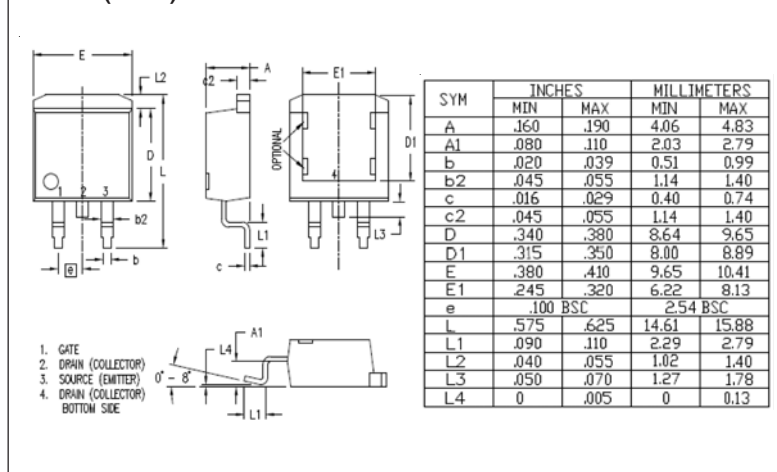 E
L2
D
L
1 2 3
b2
e
b
A
c2
L1
c
E1
OPTIONAL
D1
4
L3
A1
L4
0° - 8°
L1
1. GATE
2. DRAIN (COLLECTOR)
3. SOURCE (EMITTER)
4. DRAIN (COLLECTOR)
BOTTOM SIDE
SYM INCHES MILLIMETERS
MIN MAX MIN MAX
A .160 .190 4.06 4.83
A1 .080 .110 2.03 2.79
b .020 .039 0.51 0.99
b2 .045 .055 1.14 1.40
c .016 .029 0.40 0.74
c2 .045 .055 1.14 1.40
D .340 .380 8.64 9.65
D1 .315 .350 8.00 8.89
E .380 .410 9.65 10.41
E1 .245 .320 6.22 8.13
e .100 BSC 2.54 BSC
L .575 .625 14.61 15.88
L1 .090 .110 2.29 2.79
L2 .040 .055 1.02 1.40
L3 .050 .070 1.27 1.78
L4 0 .005 0 0.13